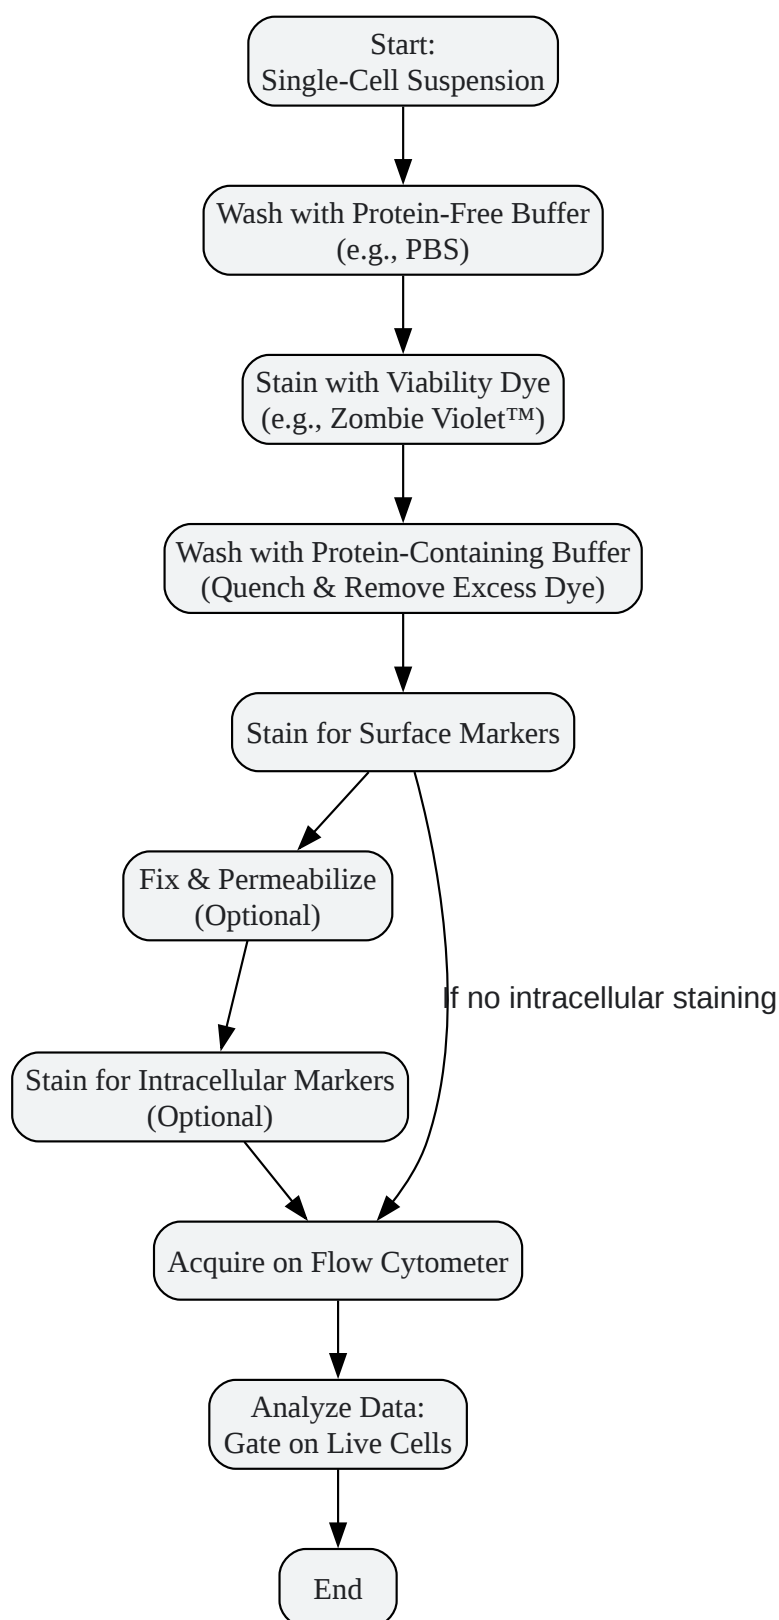 Start:
Single-Cell Suspension
Wash with Protein-Free Buffer
(e.g., PBS)
Stain with Viability Dye
(e.g., Zombie Violet™)
Wash with Protein-Containing Buffer
(Quench & Remove Excess Dye)
Stain for Surface Markers
Fix & Permeabilize
(Optional)
If no intracellular staining
Stain for Intracellular Markers
(Optional)
Acquire on Flow Cytometer
Analyze Data:
Gate on Live Cells
End